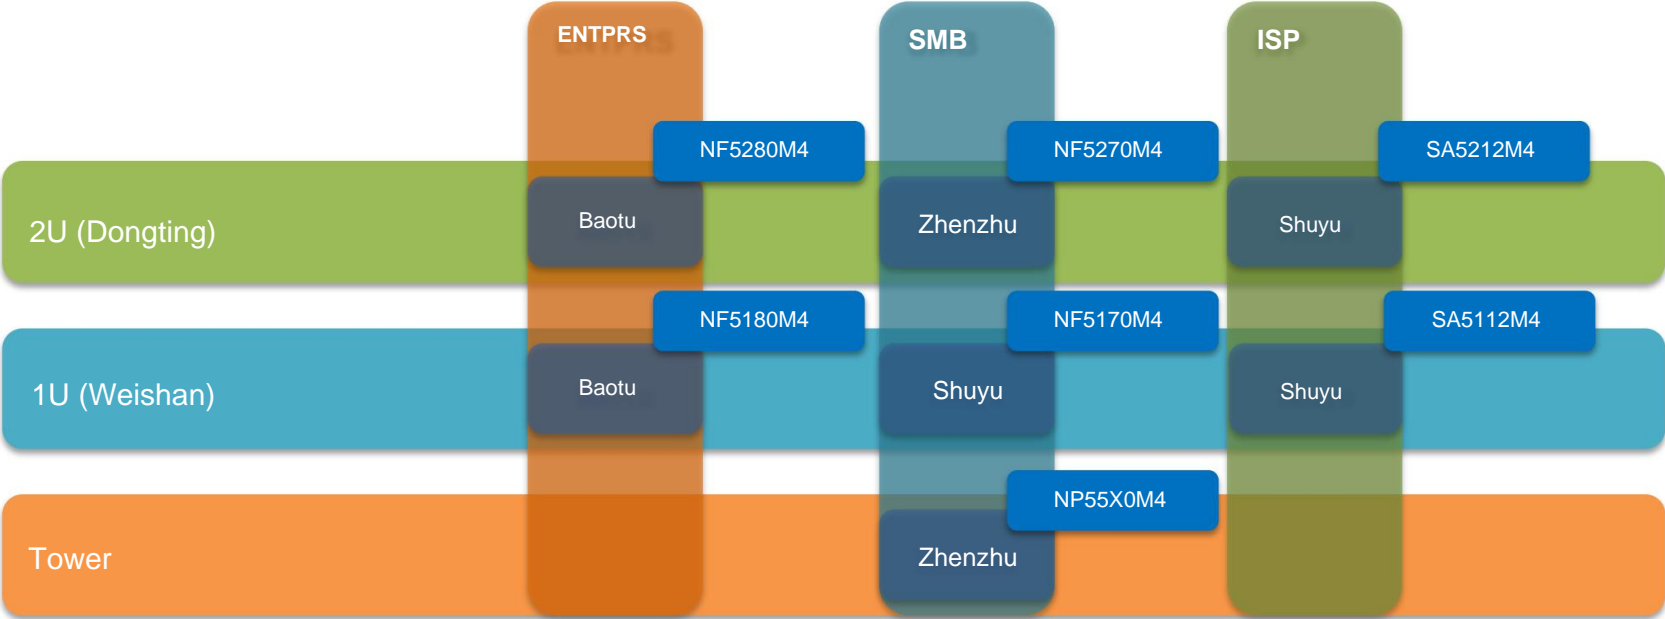 ENTPRS
SMB
ISP
NF5280M4
NF5270M4
SA5212M4
2U (Dongting)
Baotu
Zhenzhu
Shuyu
NF5180M4
NF5170M4
SA5112M4
1U (Weishan)
Baotu
Shuyu
Shuyu
NP55X0M4
Tower
Zhenzhu